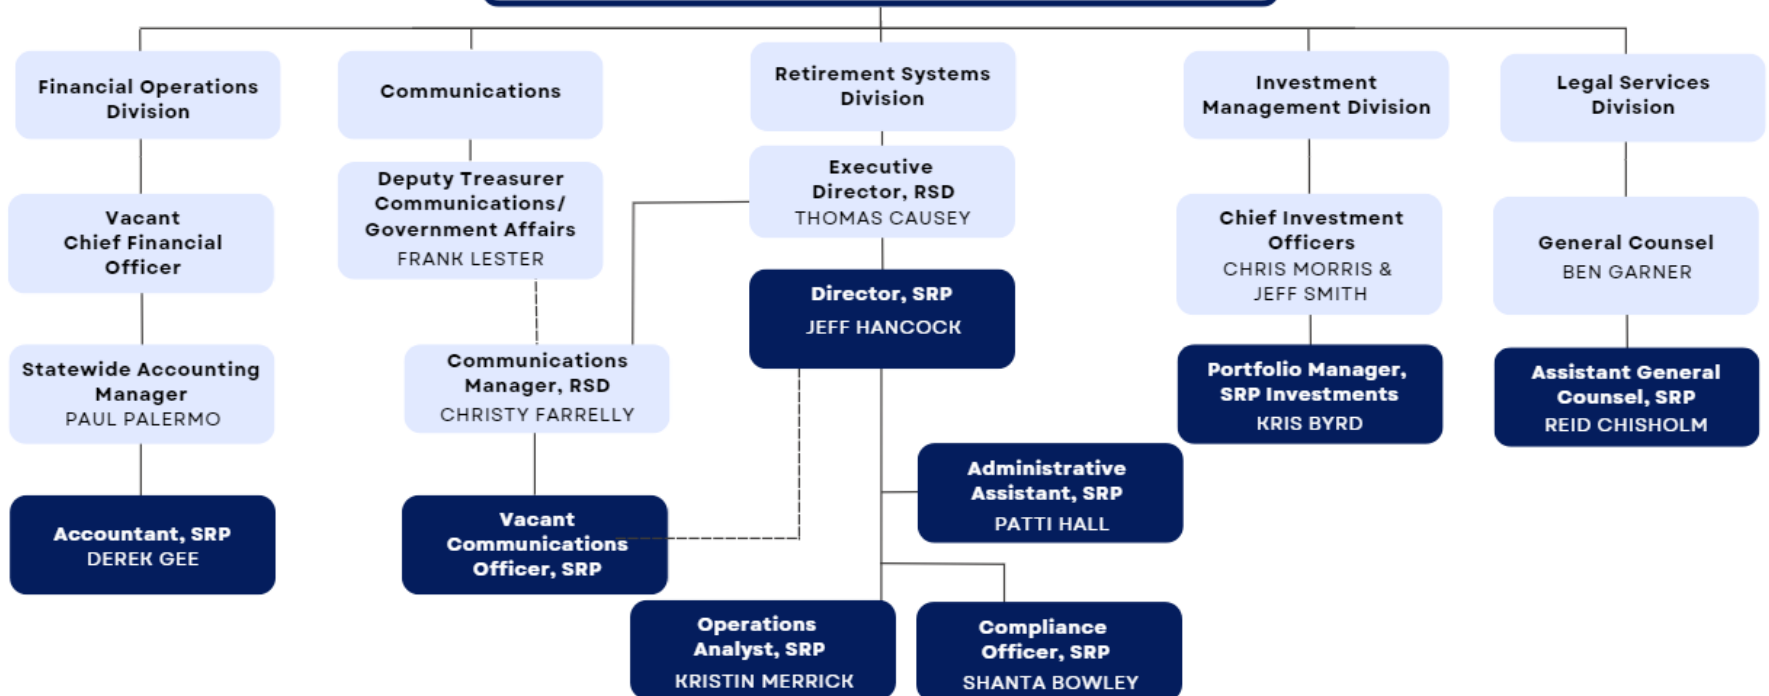 Financial Operations
Division
Communications
Retirement Systems
Division
Investment
Management Division
Legal Services
Division
Vacant
Chief Financial
Officer
Deputy Treasurer
Communications/
Government Affairs
FRANK LESTER
Executive
Director, RSD
THOMAS CAUSEY
Chief Investment
Officers
CHRIS MORRIS &
JEFF SMITH
General Counsel
BEN GARNER
Director, SRP
JEFF HANCOCK
Statewide Accounting
Manager
PAUL PALERMO
Communications
Manager, RSD
CHRISTY FARRELLY
Portfolio Manager,
SRP Investments
KRIS BYRD
Assistant General
Counsel, SRP
REID CHISHOLM
Administrative
Assistant, SRP
PATTI HALL
Accountant, SRP
DEREK GEE
Vacant
Communications
Officer, SRP
Operations
Analyst, SRP
KRISTIN MERRICK
Compliance
Officer, SRP
SHANTA BOWLEY